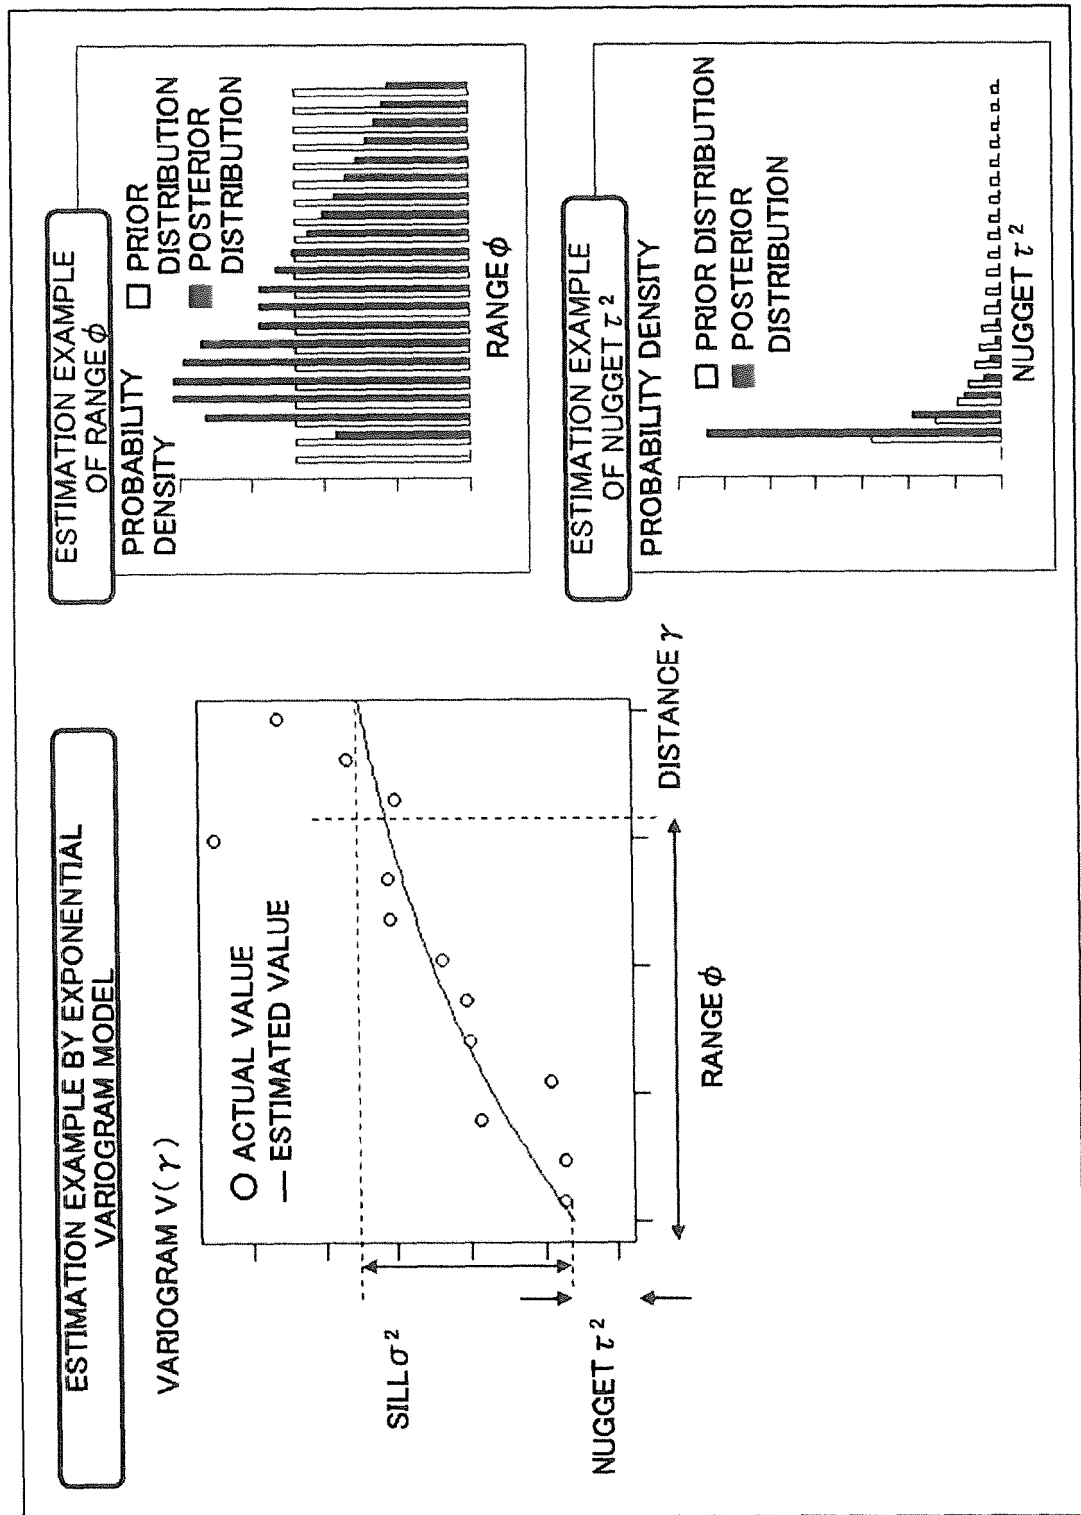 ESTIMATION EXAMPLE BY EXPONENTIAL
VARIOGRAM MODEL
VARIOGRAM V(γ)
○ ACTUAL VALUE
— ESTIMATED VALUE
SILL σ²
NUGGET τ²
DISTANCE γ
RANGE ϕ
ESTIMATION EXAMPLE
OF RANGE ϕ
PROBABILITY
DENSITY
PRIOR
DISTRIBUTION
POSTERIOR
DISTRIBUTION
RANGE ϕ
ESTIMATION EXAMPLE
OF NUGGET τ²
PROBABILITY DENSITY
PRIOR DISTRIBUTION
POSTERIOR
DISTRIBUTION
NUGGET τ²